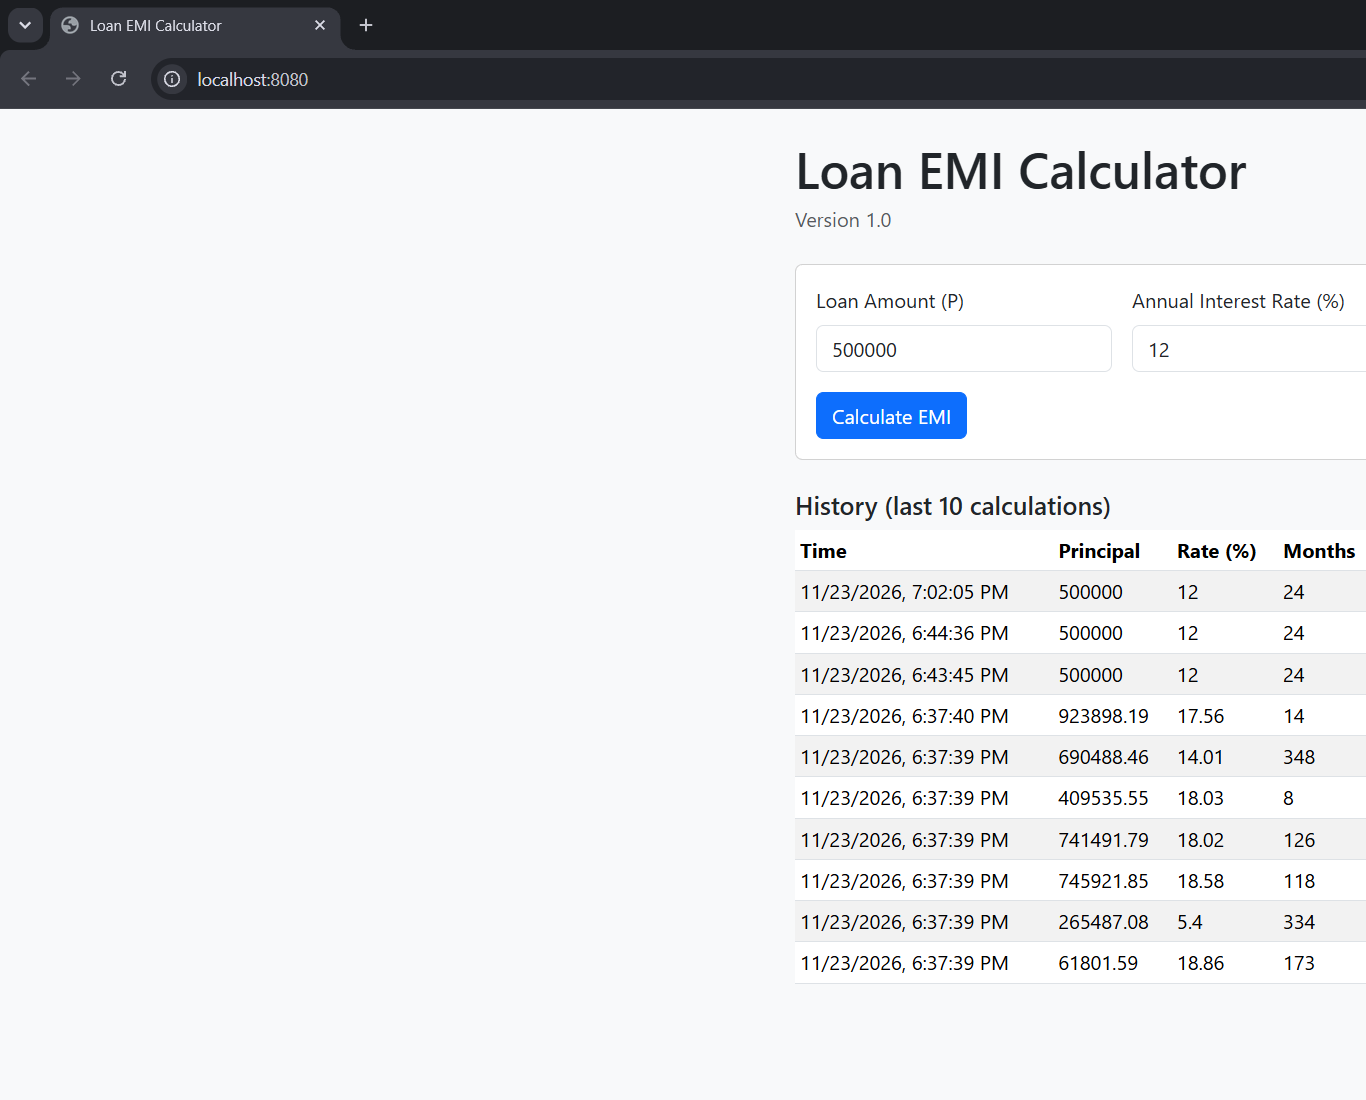 Loan EMI Calculator
localhost:8080
Loan EMI Calculator
Version 1.0
Loan Amount (P) Annual Interest Rate (%)
500000 12
Calculate EMI
History (last 10 calculations)
Time Principal Rate (%) Months
11/23/2026, 7:02:05 PM 500000 12 24
11/23/2026, 6:44:36 PM 500000 12 24
11/23/2026, 6:43:45 PM 500000 12 24
11/23/2026, 6:37:40 PM 923898.19 17.56 14
11/23/2026, 6:37:39 PM 690488.46 14.01 348
11/23/2026, 6:37:39 PM 409535.55 18.03 8
11/23/2026, 6:37:39 PM 741491.79 18.02 126
11/23/2026, 6:37:39 PM 745921.85 18.58 118
11/23/2026, 6:37:39 PM 265487.08 5.4 334
11/23/2026, 6:37:39 PM 61801.59 18.86 173